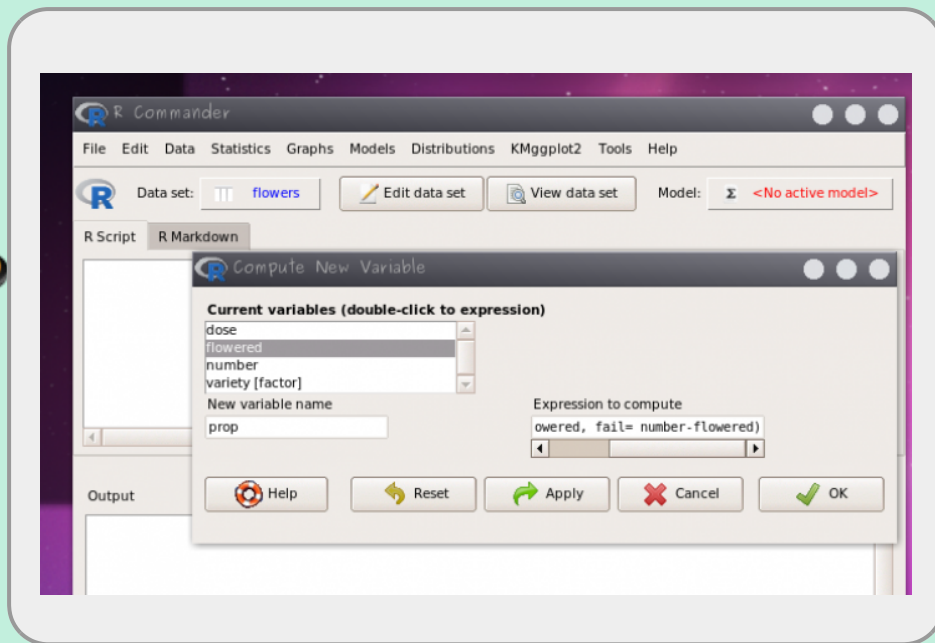 R Commander
File Edit Data Statistics Graphs Models Distributions KMggplot2 Tools Help
Data set: flowers Edit data set View data set Model: Σ <No active model>
R Script R Markdown
Compute New Variable
Current variables (double-click to expression)
dose
flowered
number
variety [factor]
New variable name Expression to compute
prop owered, fail= number-flowered)
Output Help Reset Apply Cancel OK